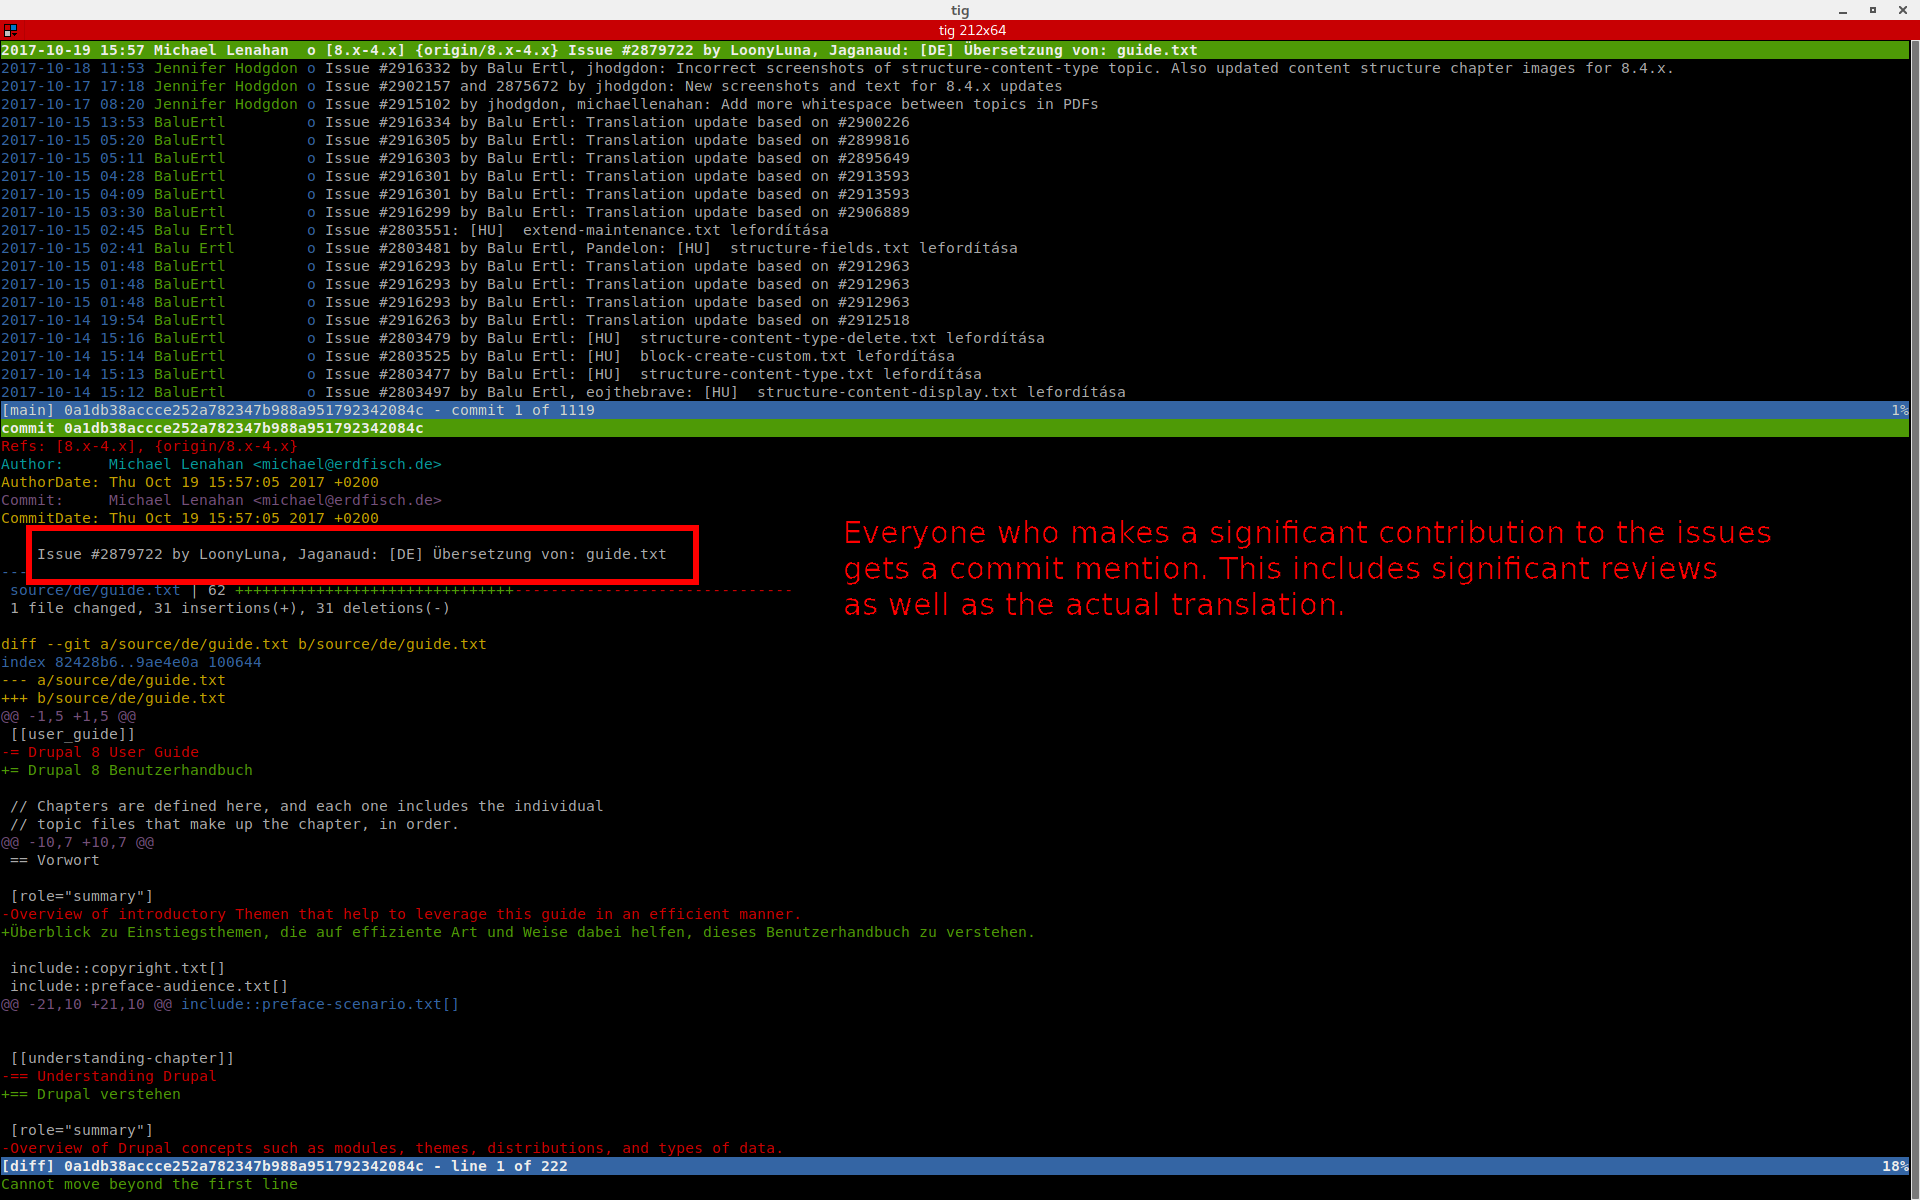 tig
tig 212x64
2017-10-19 15:57 Michael Lenahan  o [8.x-4.x] {origin/8.x-4.x} Issue #2879722 by LoonyLuna, Jaganaud: [DE] Übersetzung von: guide.txt
2017-10-18 11:53 Jennifer Hodgdon o Issue #2916332 by Balu Ertl, jhodgdon: Incorrect screenshots of structure-content-type topic. Also updated content structure chapter images for 8.4.x.
2017-10-17 17:18 Jennifer Hodgdon o Issue #2902157 and 2875672 by jhodgdon: New screenshots and text for 8.4.x updates
2017-10-17 08:20 Jennifer Hodgdon o Issue #2915102 by jhodgdon, michaellenahan: Add more whitespace between topics in PDFs
2017-10-15 13:53 BaluErtl         o Issue #2916334 by Balu Ertl: Translation update based on #2900226
2017-10-15 05:20 BaluErtl         o Issue #2916305 by Balu Ertl: Translation update based on #2899816
2017-10-15 05:11 BaluErtl         o Issue #2916303 by Balu Ertl: Translation update based on #2895649
2017-10-15 04:28 BaluErtl         o Issue #2916301 by Balu Ertl: Translation update based on #2913593
2017-10-15 04:09 BaluErtl         o Issue #2916301 by Balu Ertl: Translation update based on #2913593
2017-10-15 03:30 BaluErtl         o Issue #2916299 by Balu Ertl: Translation update based on #2906889
2017-10-15 02:45 Balu Ertl        o Issue #2803551: [HU]  extend-maintenance.txt lefordítása
2017-10-15 02:41 Balu Ertl        o Issue #2803481 by Balu Ertl, Pandelon: [HU]  structure-fields.txt lefordítása
2017-10-15 01:48 BaluErtl         o Issue #2916293 by Balu Ertl: Translation update based on #2912963
2017-10-15 01:48 BaluErtl         o Issue #2916293 by Balu Ertl: Translation update based on #2912963
2017-10-15 01:48 BaluErtl         o Issue #2916293 by Balu Ertl: Translation update based on #2912963
2017-10-14 19:54 BaluErtl         o Issue #2916263 by Balu Ertl: Translation update based on #2912518
2017-10-14 15:16 BaluErtl         o Issue #2803479 by Balu Ertl: [HU]  structure-content-type-delete.txt lefordítása
2017-10-14 15:14 BaluErtl         o Issue #2803525 by Balu Ertl: [HU]  block-create-custom.txt lefordítása
2017-10-14 15:13 BaluErtl         o Issue #2803477 by Balu Ertl: [HU]  structure-content-type.txt lefordítása
2017-10-14 15:12 BaluErtl         o Issue #2803497 by Balu Ertl, eojthebrave: [HU]  structure-content-display.txt lefordítása
[main] 0a1db38accce252a782347b988a951792342084c - commit 1 of 1119 1%
commit 0a1db38accce252a782347b988a951792342084c
Refs: [8.x-4.x], {origin/8.x-4.x}
Author:     Michael Lenahan <michael@erdfisch.de>
AuthorDate: Thu Oct 19 15:57:05 2017 +0200
Commit:     Michael Lenahan <michael@erdfisch.de>
CommitDate: Thu Oct 19 15:57:05 2017 +0200
Issue #2879722 by LoonyLuna, Jaganaud: [DE] Übersetzung von: guide.txt
---
source/de/guide.txt | 62 +++++++++++++++++++++++++++++++-------------------------------
1 file changed, 31 insertions(+), 31 deletions(-)
Everyone who makes a significant contribution to the issues
gets a commit mention. This includes significant reviews
as well as the actual translation.
diff --git a/source/de/guide.txt b/source/de/guide.txt
index 82428b6..9ae4e0a 100644
--- a/source/de/guide.txt
+++ b/source/de/guide.txt
@@ -1,5 +1,5 @@
[[user_guide]]
-= Drupal 8 User Guide
+= Drupal 8 Benutzerhandbuch
// Chapters are defined here, and each one includes the individual
// topic files that make up the chapter, in order.
@@ -10,7 +10,7 @@
== Vorwort
[role="summary"]
-Overview of introductory Themen that help to leverage this guide in an efficient manner.
+Überblick zu Einstiegsthemen, die auf effiziente Art und Weise dabei helfen, dieses Benutzerhandbuch zu verstehen.
include::copyright.txt[]
include::preface-audience.txt[]
@@ -21,10 +21,10 @@ include::preface-scenario.txt[]
[[understanding-chapter]]
-== Understanding Drupal
+== Drupal verstehen
[role="summary"]
-Overview of Drupal concepts such as modules, themes, distributions, and types of data.
[diff] 0a1db38accce252a782347b988a951792342084c - line 1 of 222 18%
Cannot move beyond the first line